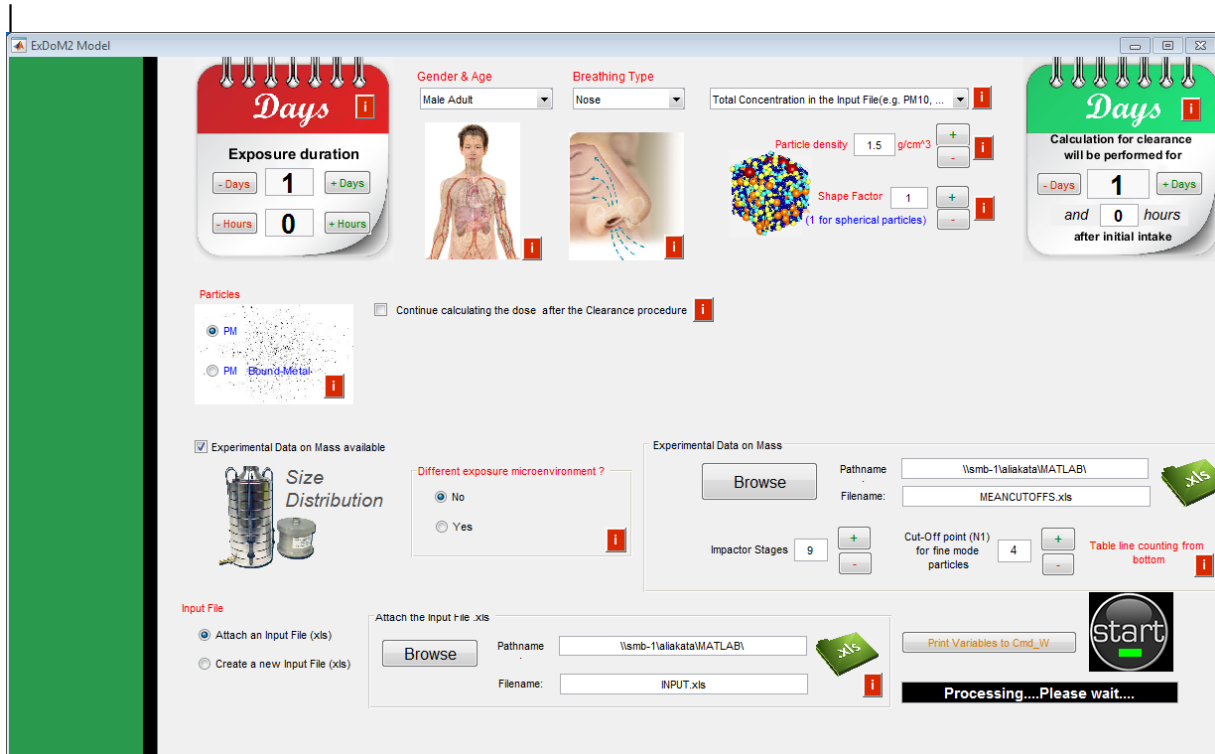 ExDoM2 Model
Days
i
Exposure duration
- Days
1
+ Days
- Hours
0
+ Hours
Gender & Age
Male Adult
i
Breathing Type
Nose
i
Total Concentration in the Input File(e.g. PM10, ...
i
Particle density
1.5
g/cm^3
+
-
i
Shape Factor
1
+
-
(1 for spherical particles)
i
Days
i
Calculation for clearance
will be performed for
- Days
1
+ Days
and 0 hours
after initial intake
Particles
PM
PM Bound-Metal
i
Continue calculating the dose after the Clearance procedure
i
Experimental Data on Mass available
Size
Distribution
Different exposure microenvironment ?
No
Yes
i
Experimental Data on Mass
Browse
Pathname
\\smb-1\aliakata\MATLAB\
Filename:
MEANCUTOFFS.xls
.xls
Impactor Stages
9
+
-
Cut-Off point (N1)
for fine mode
particles
4
+
-
Table line counting from
bottom
i
Input File
Attach an Input File (xls)
Create a new Input File (xls)
Attach the Input File .xls
Browse
Pathname
\\smb-1\aliakata\MATLAB\
Filename:
INPUT.xls
.xls
i
Print Variables to Cmd_W
start
Processing....Please wait....